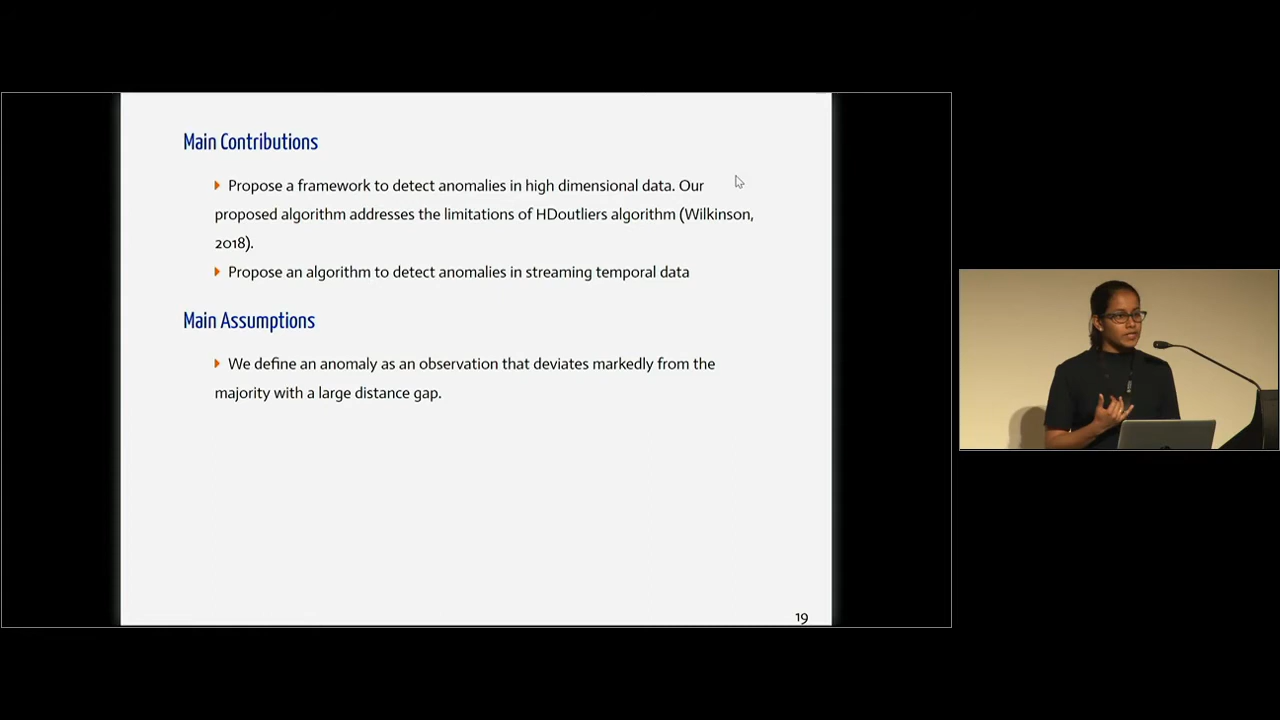 Main Contributions
Propose a framework to detect anomalies in high dimensional data. Our
proposed algorithm addresses the limitations of HDoutliers algorithm (Wilkinson,
2018).
Propose an algorithm to detect anomalies in streaming temporal data
Main Assumptions
We define an anomaly as an observation that deviates markedly from the
majority with a large distance gap.
19